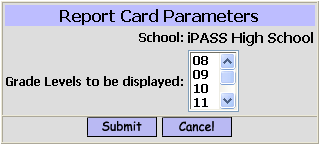 Report Card Parameters
School: iPASS High School
Grade Levels to be displayed:
08
09
10
11
Submit Cancel